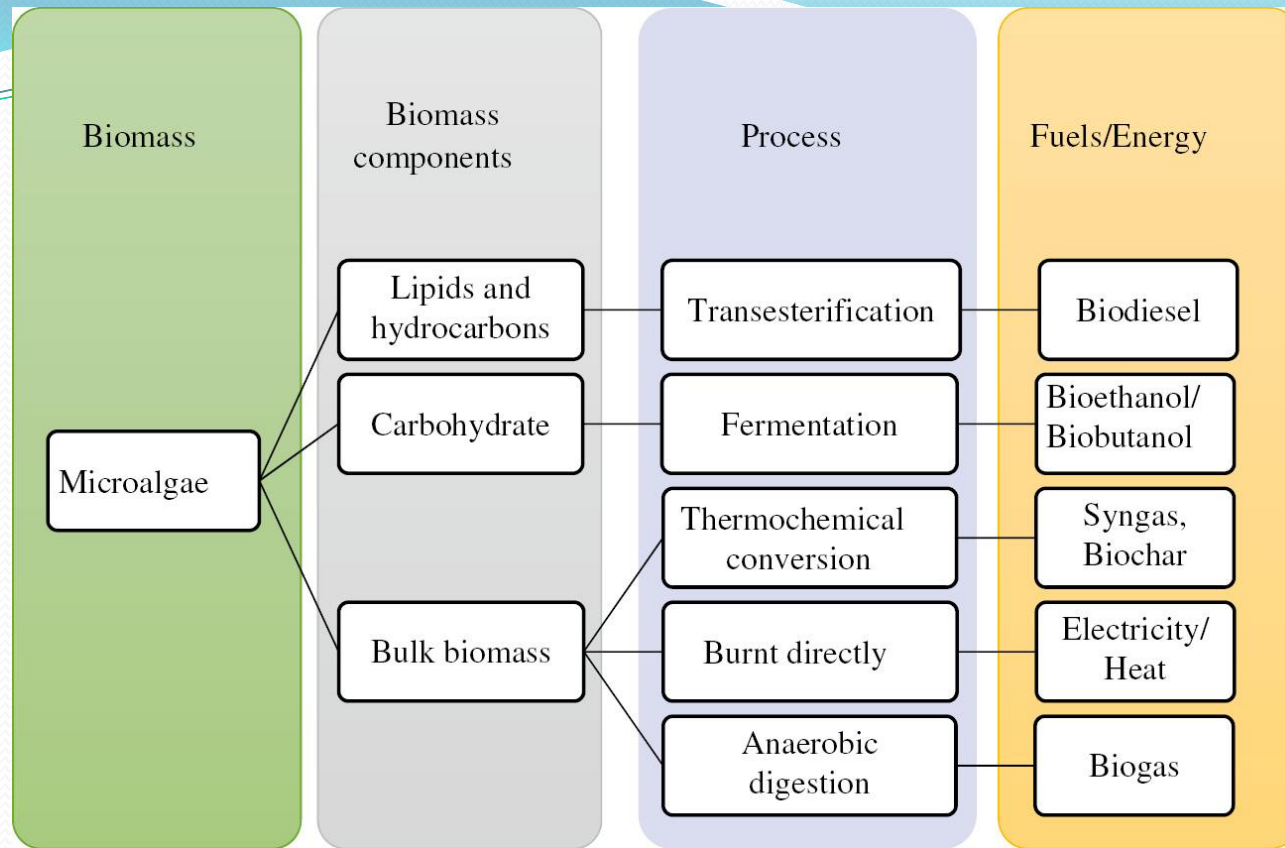 Biomass
Biomass
components
Process
Fuels/Energy
Microalgae
Lipids and
hydrocarbons
Carbohydrate
Bulk biomass
Transesterification
Fermentation
Thermochemical
conversion
Burnt directly
Anaerobic
digestion
Biodiesel
Bioethanol/
Biobutanol
Syngas,
Biochar
Electricity/
Heat
Biogas